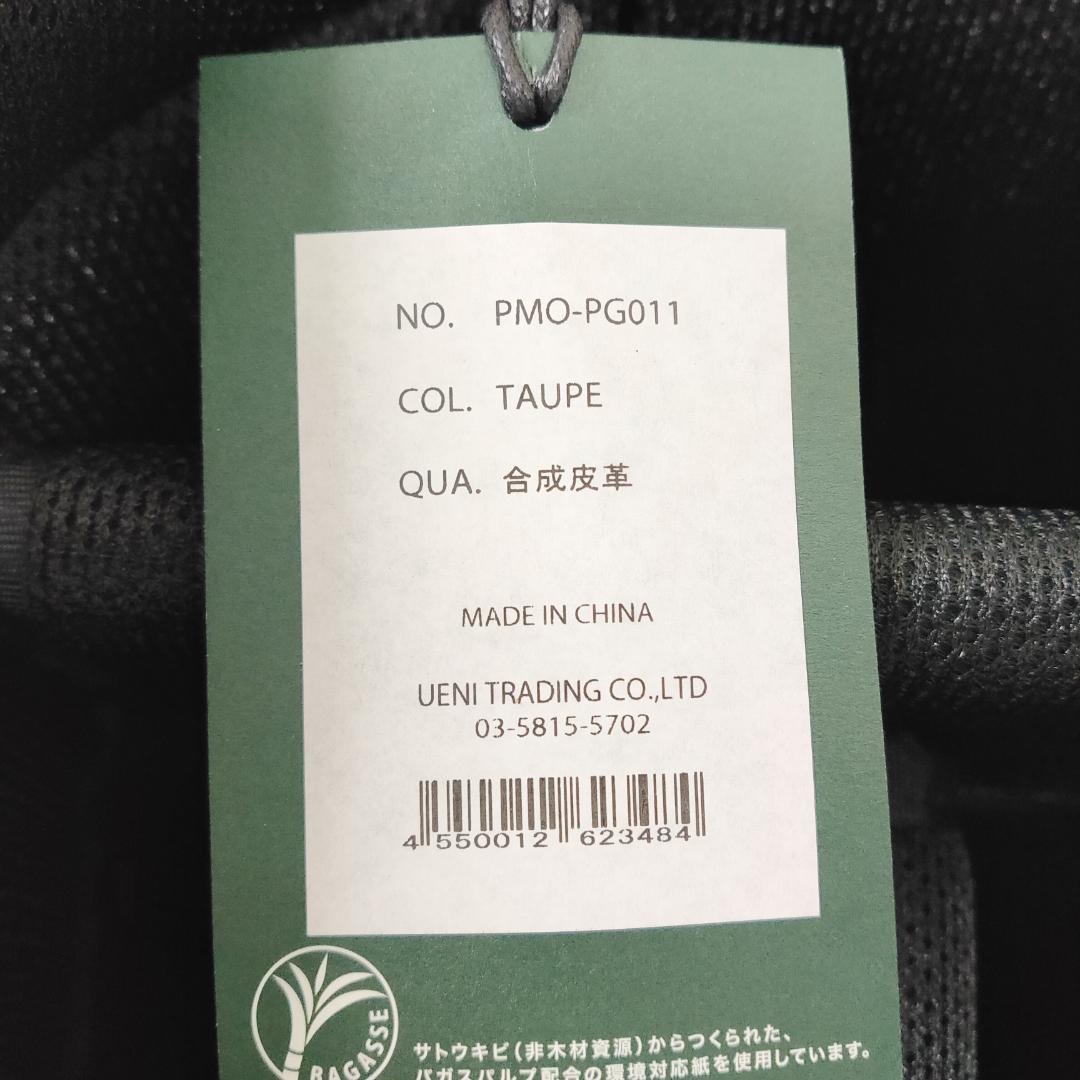 NO. PMO-PG011
COL. TAUPE
QUA. 合成皮革
MADE IN CHINA
UENI TRADING CO.,LTD
03-5815-5702
4 550012 623484
BAGASSE
サトウキビ(非木材資源)からつくられた、
バガスパルプ配合の環境対応紙を使用しています。